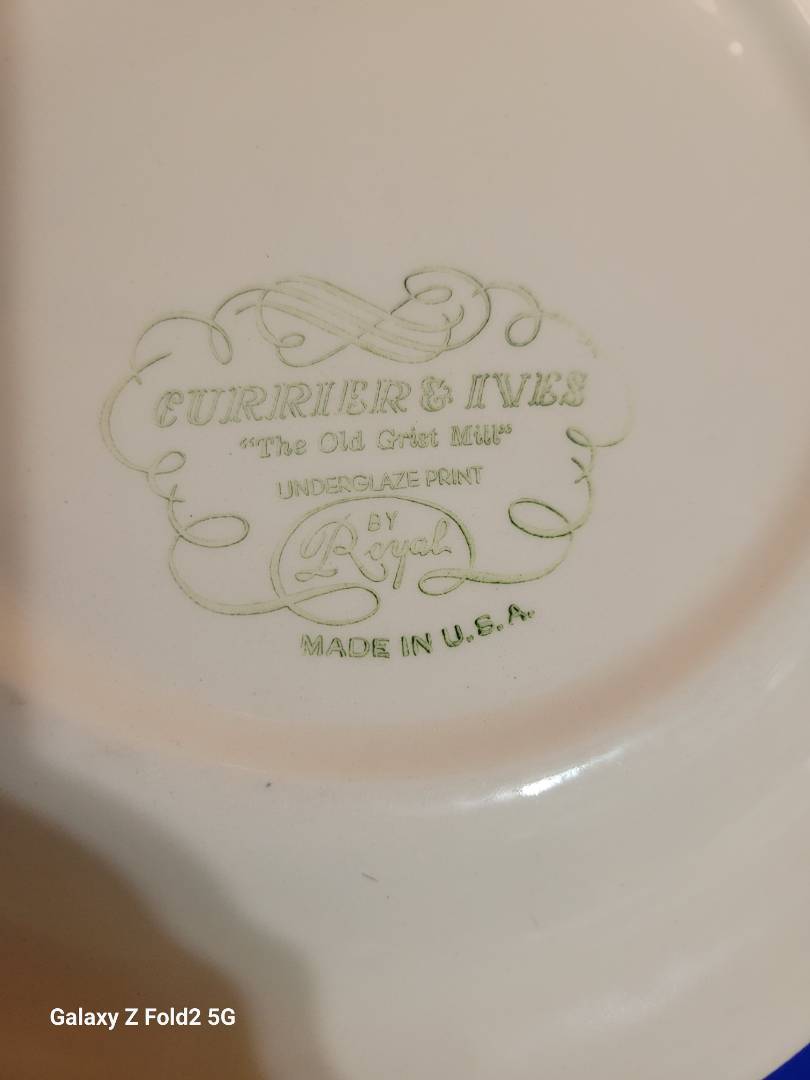 CURRIER & IVES
"The Old Grist Mill"
UNDERGLAZE PRINT
BY
Royal
MADE IN U.S.A.
Galaxy Z Fold2 5G